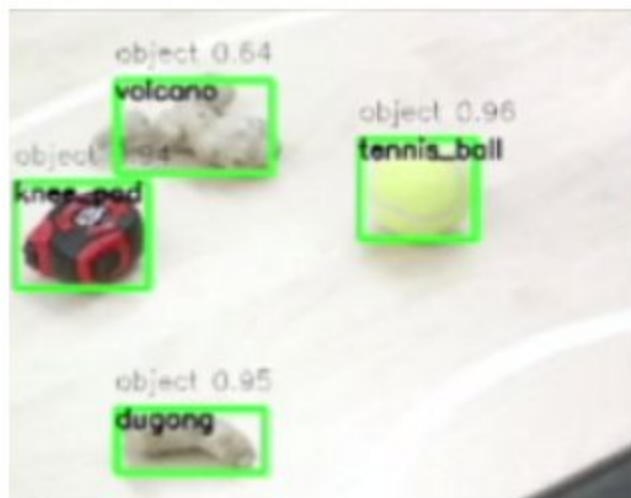 object 0.64
volcano
object 0.96
tennis_ball
object 0.94
knee_pad
object 0.95
dugong